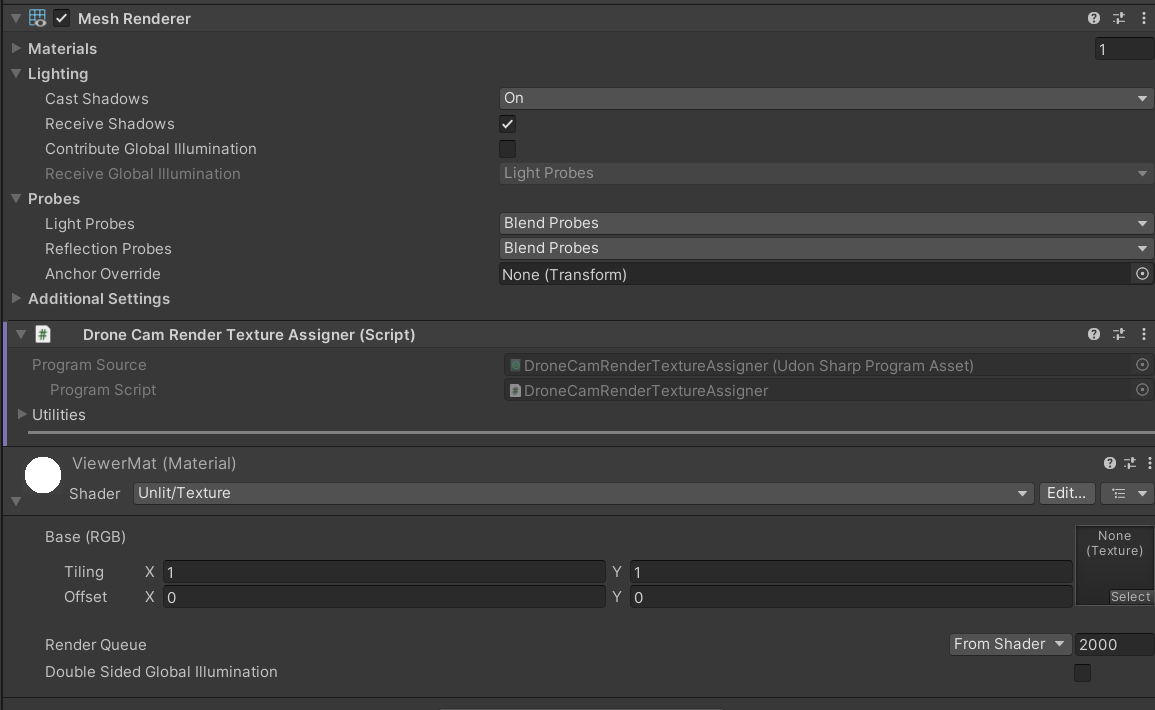 Mesh Renderer
Materials 1
Lighting
Cast Shadows On
Receive Shadows
Contribute Global Illumination
Receive Global Illumination Light Probes
Probes
Light Probes Blend Probes
Reflection Probes Blend Probes
Anchor Override None (Transform)
Additional Settings
# Drone Cam Render Texture Assigner (Script)
Program Source DroneCamRenderTextureAssigner (Udon Sharp Program Asset)
Program Script # DroneCamRenderTextureAssigner
Utilities
ViewerMat (Material)
Shader Unlit/Texture Edit...
Base (RGB) None
(Texture)
Tiling X 1 Y 1
Offset X 0 Y 0 Select
Render Queue From Shader 2000
Double Sided Global Illumination